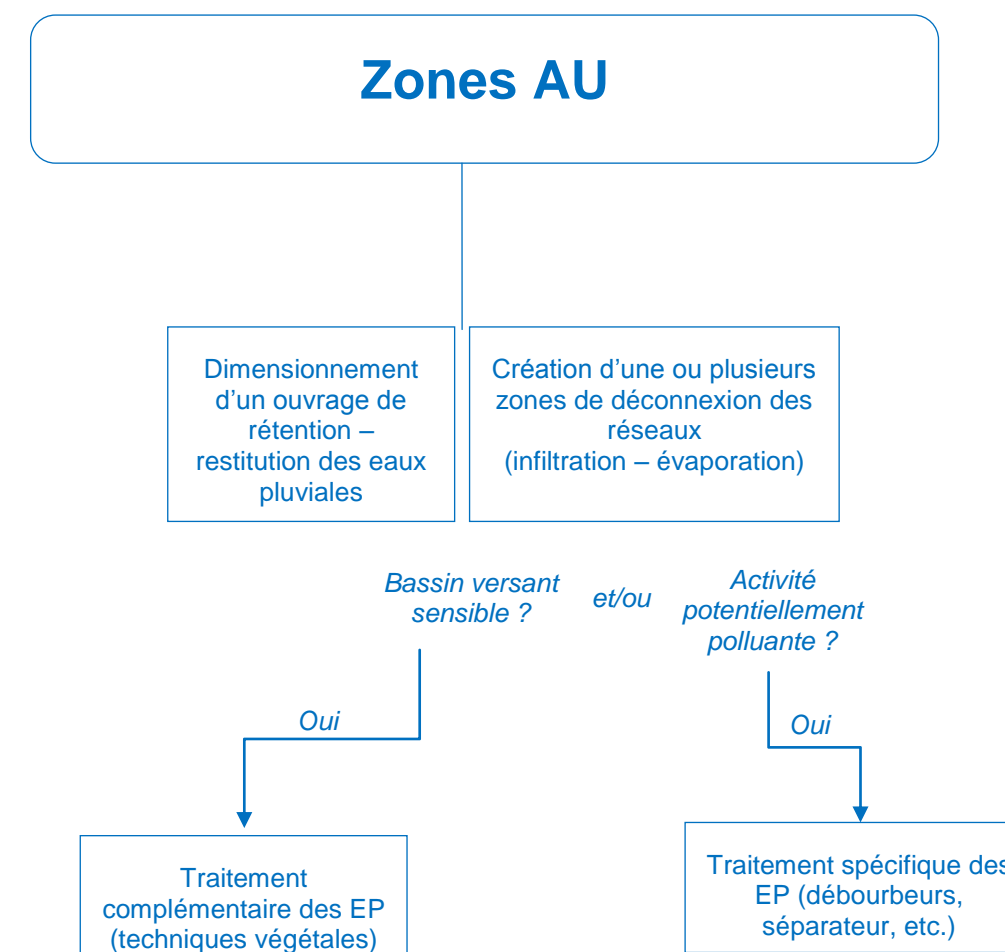 Zones AU
Dimensionnement
d’un ouvrage de
rétention –
restitution des eaux
pluviales
Création d’une ou plusieurs
zones de déconnexion des
réseaux
(infiltration – évaporation)
Bassin versant
sensible ?
et/ou
Activité
potentiellement
polluante ?
Oui
Oui
Traitement
complémentaire des EP
(techniques végétales)
Traitement spécifique des
EP (débourbeurs,
séparateur, etc.)